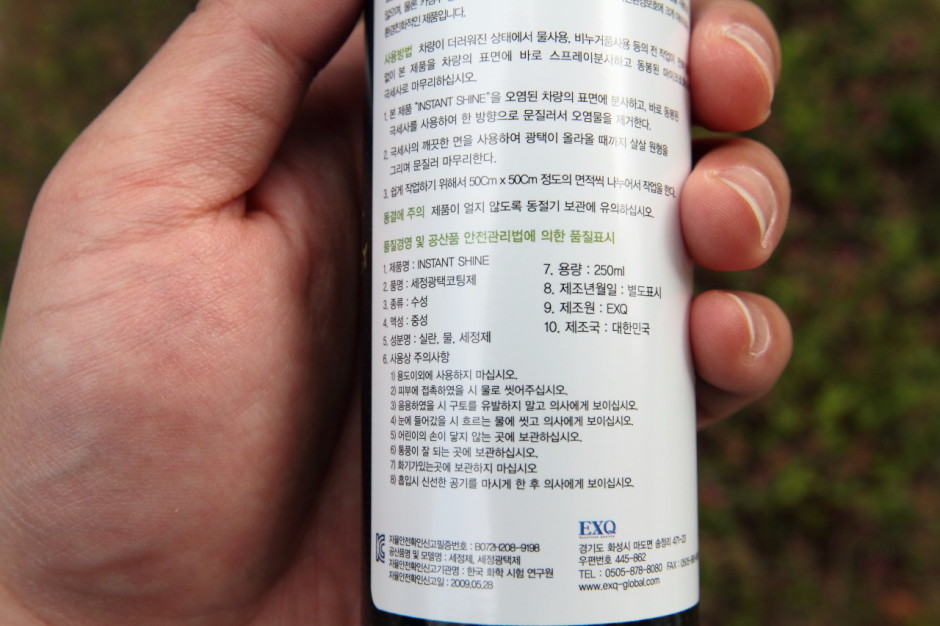 환경친화적인 제품입니다.
사용방법 차량이 더러워진 상태에서 물사용, 비누거품사용 등의 전 작업이
없이 본 제품을 차량의 표면에 바로 스프레이분사하고 동봉된
극세사로 마무리하십시오.
1. 본 제품 "INSTANT SHINE"을 오염된 차량의 표면에 분사하고, 바로 동봉된
극세사를 사용하여 한 방향으로 문질러서 오염물을 제거한다.
2. 극세사의 깨끗한 면을 사용하여 광택이 올라올 때까지 살살 원형을
그리며 문질러 마무리한다.
3. 쉽게 작업하기 위해서 50Cm x 50Cm 정도의 면적씩 나누어서 작업을 한다.
동결에 주의 제품이 얼지 않도록 동절기 보관에 유의하십시오.
품질경영 및 공산품 안전관리법에 의한 품질표시
1. 제품명 : INSTANT SHINE
2. 품명 : 세정광택코팅제
3. 종류 : 수성
4. 액성 : 중성
5. 성분명 : 실란, 물, 세정제
6. 사용상 주의사항
1) 용도이외에 사용하지 마십시오.
2) 피부에 접촉하였을 시 물로 씻어주십시오.
3) 음용하였을 시 구토를 유발하지 말고 의사에게 보이십시오.
4) 눈에 들어갔을 시 흐르는 물에 씻고 의사에게 보이십시오.
5) 어린이의 손이 닿지 않는 곳에 보관하십시오.
6) 통풍이 잘 되는 곳에 보관하십시오.
7) 화기가있는곳에 보관하지 마십시오
8) 흡입시 신선한 공기를 마시게 한 후 의사에게 보이십시오.
7. 용량 : 250ml
8. 제조년월일 : 별도표시
9. 제조원 : EXQ
10. 제조국 : 대한민국
자율안전확인신고필증번호 : B072H208-9198
공산품명 및 모델명 : 세정제, 세정광택제
자율안전확인신고기관명 : 한국 화학 시험 연구원
자율안전확인신고일 : 2009.05.28
EXQ
경기도 화성시 마도면 송정리 471-23
우편번호 445-862
TEL : 0505-878-8080 FAX :
www.exq-global.com